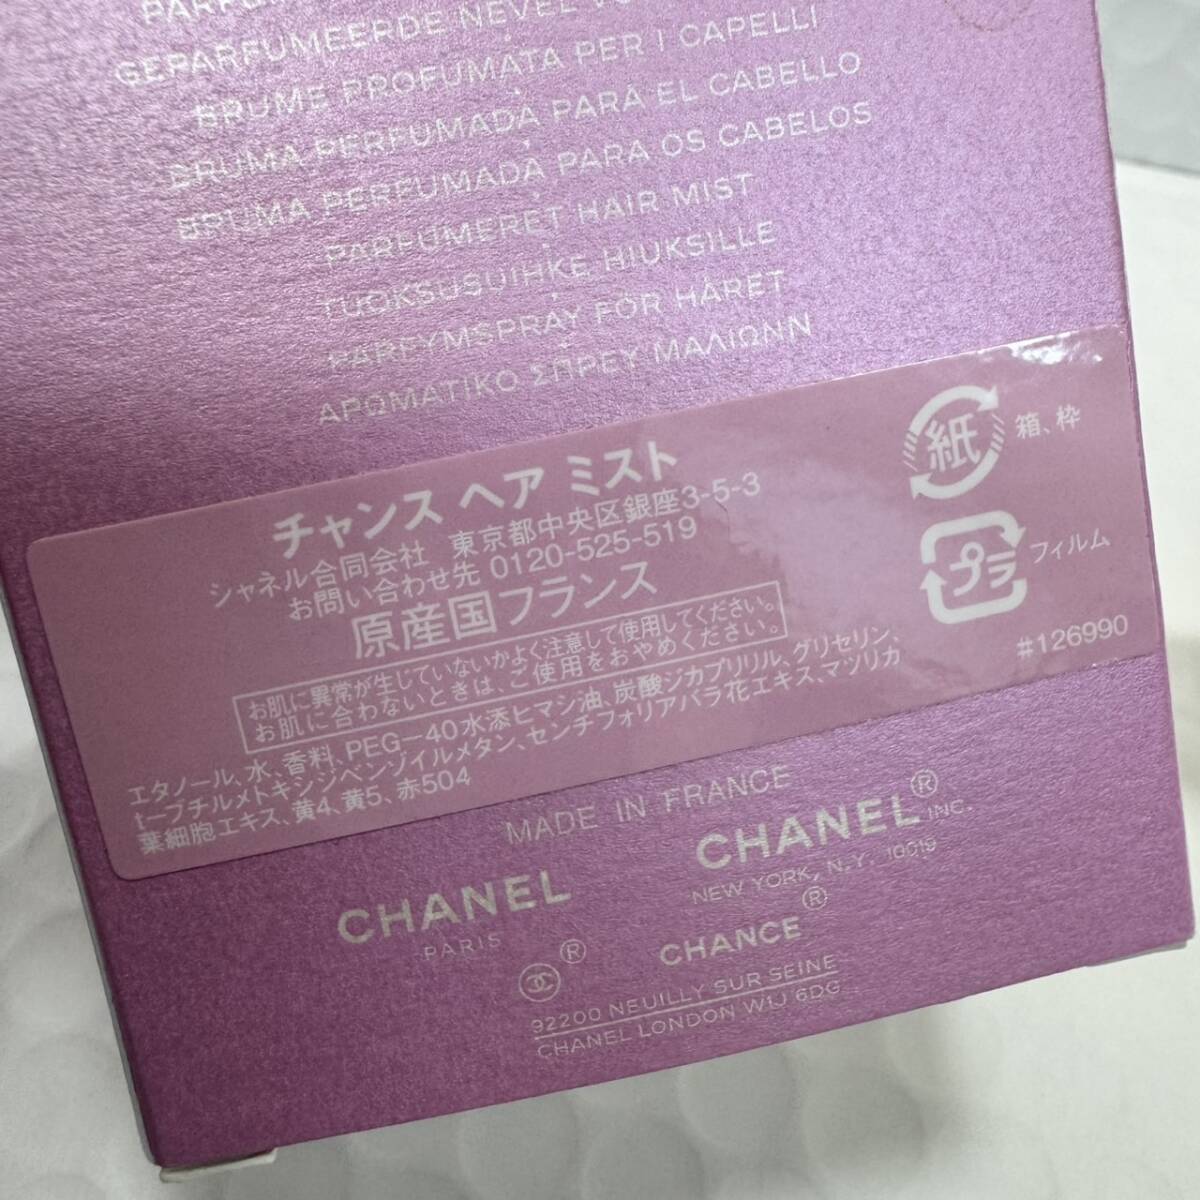 GEPARFUMEERDE NEVEL
BRUME PROFUMATA PER I CAPELLI
BRUMA PERFUMADA PARA EL CABELLO
BRUMA PERFUMADA PARA OS CABELOS
PARFUMERET HAIR MIST
TUOKSUSUIHKE HIUKSILLE
PARFYMSPRAY FÖR HÅRET
ΑΡΩΜΑΤΙΚΟ ΣΠΡΕΥ ΜΑΛΙΩΝΝ
チャンス ヘア ミスト
シャネル合同会社 東京都中央区銀座3-5-3
お問い合わせ先 0120-525-519
原産国フランス
お肌に異常が生じていないかよく注意して使用してください。
お肌に合わないときは、ご使用をおやめください。
エタノール、水、香料、PEG-40水添ヒマシ油、炭酸ジカプリリル、グリセリン、
t-ブチルメトキシジベンゾイルメタン、センチフォリアバラ花エキス、マツリカ
葉細胞エキス、黄4、黄5、赤504
紙 箱、枠
プラ フィルム
#126990
MADE IN FRANCE
CHANEL
PARIS
CHANEL® INC.
NEW YORK, N.Y. 10019
®
CHANCE®
92200 NEUILLY SUR SEINE
CHANEL LONDON W1J 6DG